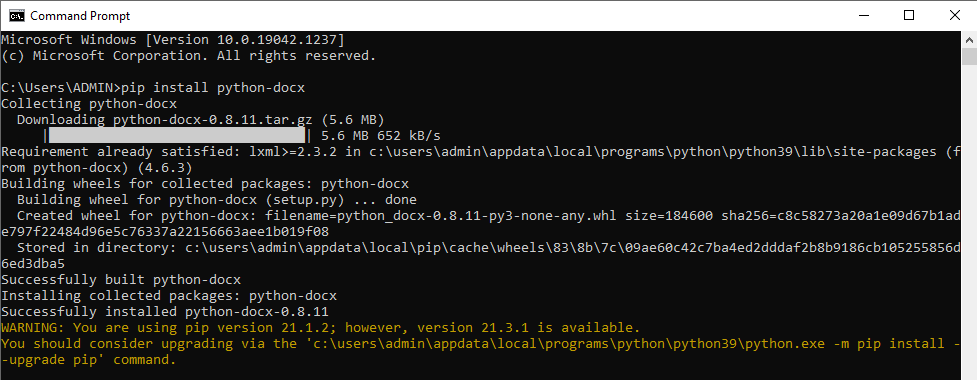 Command Prompt
Microsoft Windows [Version 10.0.19042.1237]
(c) Microsoft Corporation. All rights reserved.
C:\Users\ADMIN>pip install python-docx
Collecting python-docx
  Downloading python-docx-0.8.11.tar.gz (5.6 MB)
     |████████████████████████████████| 5.6 MB 652 kB/s
Requirement already satisfied: lxml>=2.3.2 in c:\users\admin\appdata\local\programs\python\python39\lib\site-packages (f
rom python-docx) (4.6.3)
Building wheels for collected packages: python-docx
  Building wheel for python-docx (setup.py) ... done
  Created wheel for python-docx: filename=python_docx-0.8.11-py3-none-any.whl size=184600 sha256=c8c58273a20a1e09d67b1ad
e797f22484d96e5c76337a22156663aee1b019f08
  Stored in directory: c:\users\admin\appdata\local\pip\cache\wheels\83\8b\7c\09ae60c42c7ba4ed2dddaf2b8b9186cb105255856d
6ed3dba5
Successfully built python-docx
Installing collected packages: python-docx
Successfully installed python-docx-0.8.11
WARNING: You are using pip version 21.1.2; however, version 21.3.1 is available.
You should consider upgrading via the 'c:\users\admin\appdata\local\programs\python\python39\python.exe -m pip install -
-upgrade pip' command.